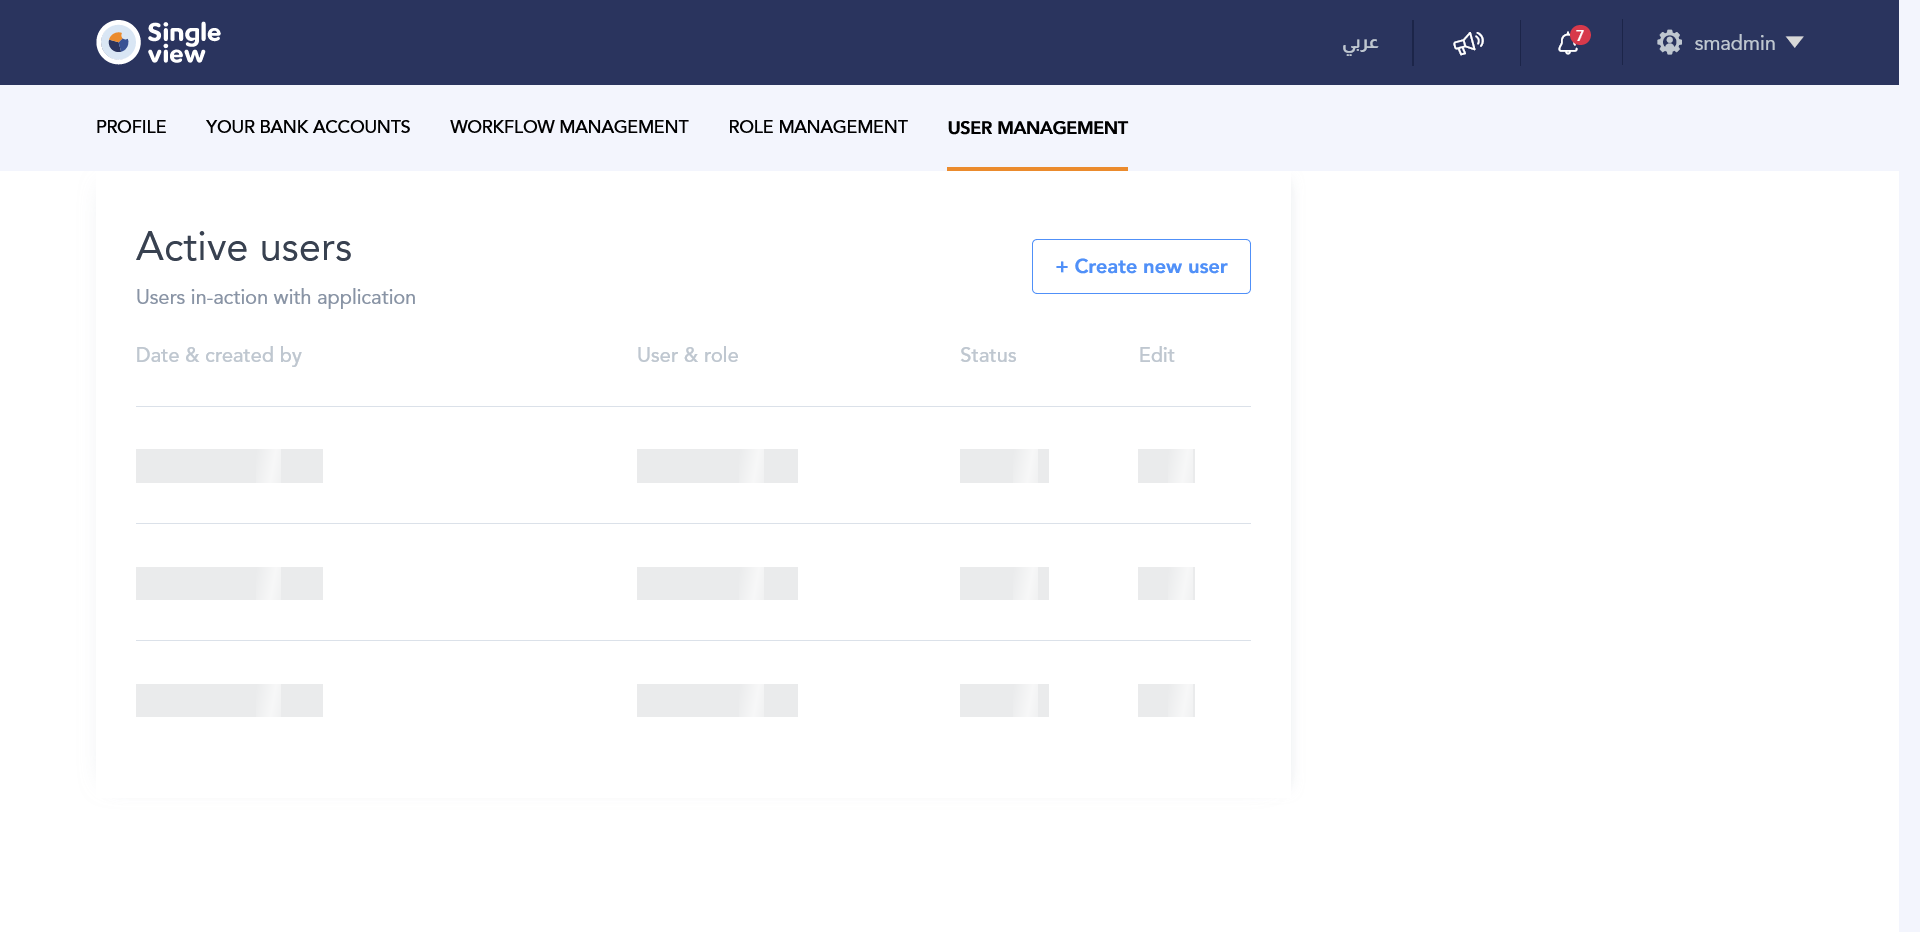 Single
view
عربي
7
smadmin
PROFILE
YOUR BANK ACCOUNTS
WORKFLOW MANAGEMENT
ROLE MANAGEMENT
USER MANAGEMENT
Active users
+ Create new user
Users in-action with application
Date & created by
User & role
Status
Edit